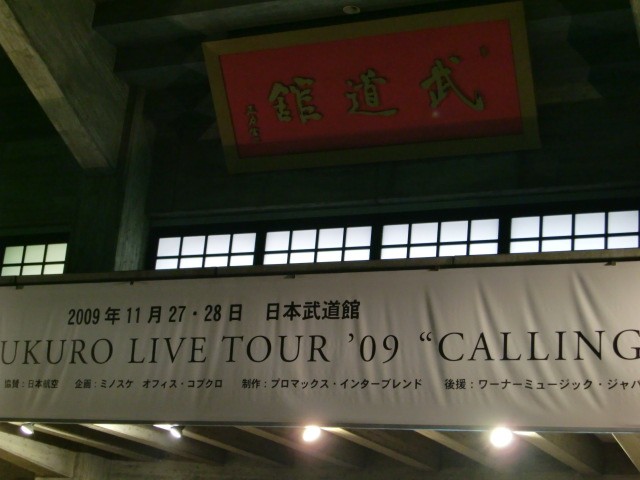 武道館
2009年11月27・28日 日本武道館
UKURO LIVE TOUR ’09 “CALLING
協賛：日本航空 企画：ミノスケ オフィス・コブクロ 制作：プロマックス・インターブレンド 後援：ワーナーミュージック・ジャパ